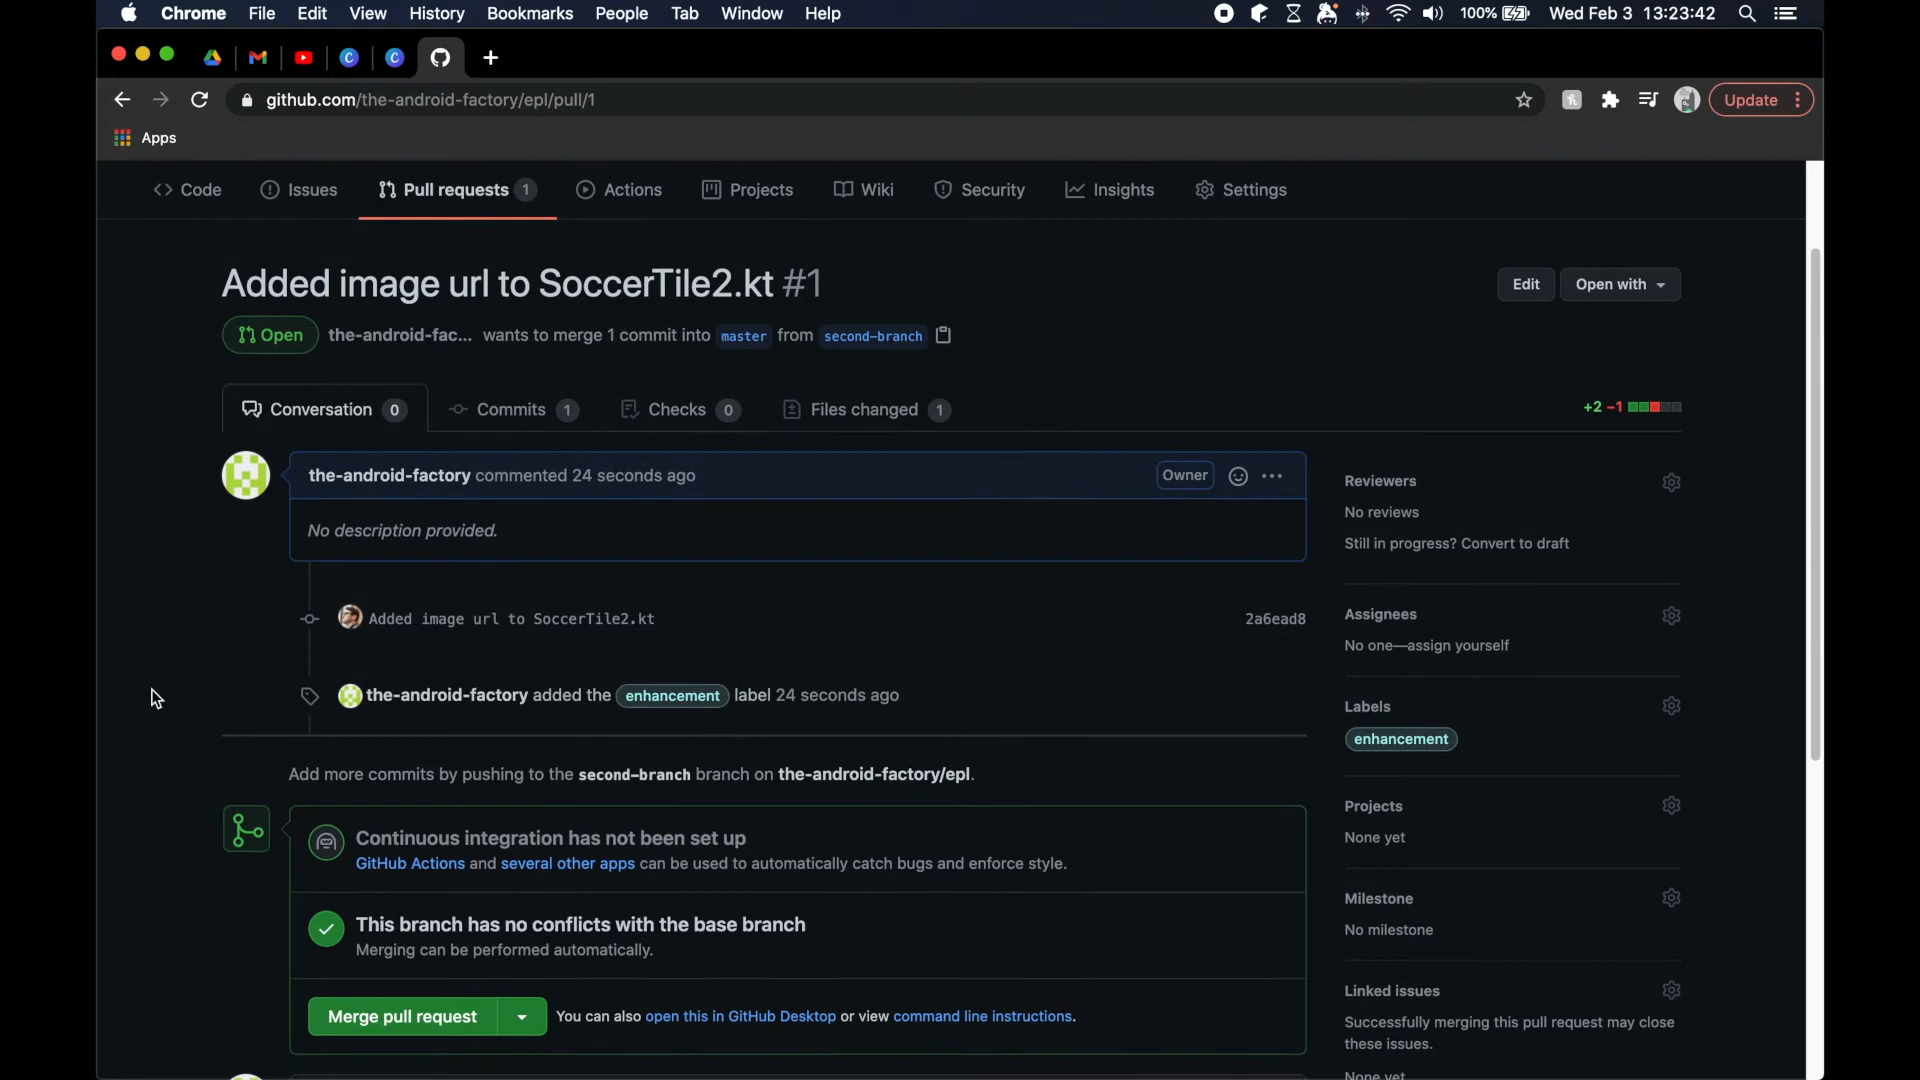 Chrome File Edit View History Bookmarks People Tab Window Help 100% Wed Feb 3 13:23:42
github.com/the-android-factory/epl/pull/1 Update
Apps
Code Issues Pull requests 1 Actions Projects Wiki Security Insights Settings
Added image url to SoccerTile2.kt #1
Edit Open with
Open the-android-fac... wants to merge 1 commit into master from second-branch
Conversation 0 Commits 1 Checks 0 Files changed 1 +2 −1
the-android-factory commented 24 seconds ago Owner
No description provided.
Added image url to SoccerTile2.kt 2a6ead8
the-android-factory added the enhancement label 24 seconds ago
Add more commits by pushing to the second-branch branch on the-android-factory/epl.
Continuous integration has not been set up
GitHub Actions and several other apps can be used to automatically catch bugs and enforce style.
This branch has no conflicts with the base branch
Merging can be performed automatically.
Merge pull request You can also open this in GitHub Desktop or view command line instructions.
Reviewers
No reviews
Still in progress? Convert to draft
Assignees
No one—assign yourself
Labels
enhancement
Projects
None yet
Milestone
No milestone
Linked issues
Successfully merging this pull request may close
these issues.
None yet